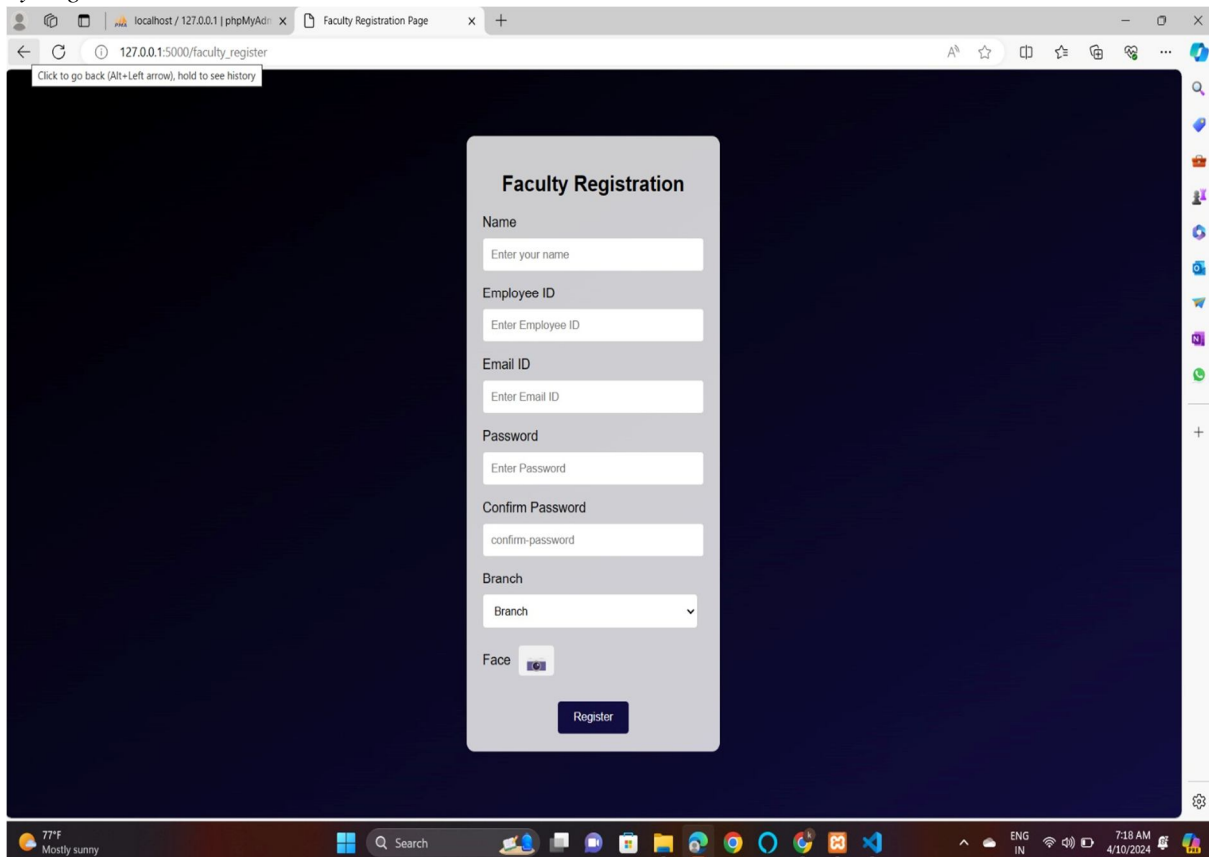 localhost / 127.0.0.1 | phpMyAdn
Faculty Registration Page
127.0.0.1:5000/faculty_register
Click to go back (Alt+Left arrow), hold to see history
Faculty Registration
Name
Enter your name
Employee ID
Enter Employee ID
Email ID
Enter Email ID
Password
Enter Password
Confirm Password
confirm-password
Branch
Branch
Face
Register
77°F
Mostly sunny
Search
ENG
IN
7:18 AM
4/10/2024